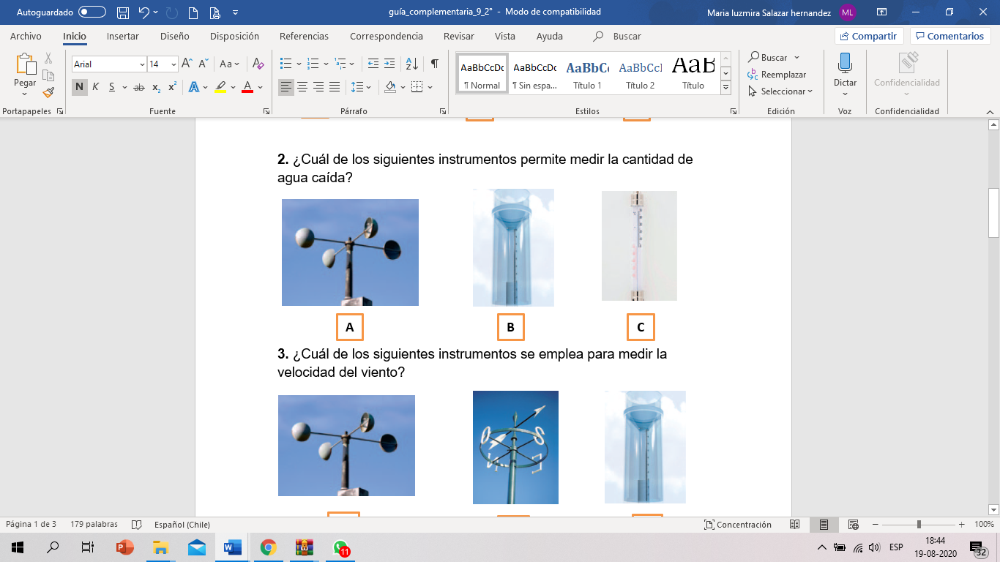 Autoguardado
guía_complementaria_9_2° - Modo de compatibilidad
Maria luzmira Salazar hernandez
ML
Archivo Inicio Insertar Diseño Disposición Referencias Correspondencia Revisar Vista Ayuda Buscar
Compartir Comentarios
Pegar
Arial 14
Aa
N K S ab x₂ x² A A
AaBbCcDc AaBbCcDc AaBbCc AaBbCcI AaB
¶ Normal ¶ Sin espa... Título 1 Título 2 Título
Buscar
Reemplazar
Seleccionar
Dictar
Confidencialidad
Portapapeles Fuente Párrafo Estilos Edición Voz Confidencialidad
2. ¿Cuál de los siguientes instrumentos permite medir la cantidad de
agua caída?
A B C
3. ¿Cuál de los siguientes instrumentos se emplea para medir la
velocidad del viento?
Página 1 de 3 179 palabras Español (Chile) Concentración 100%
11
ESP
18:44
19-08-2020
32